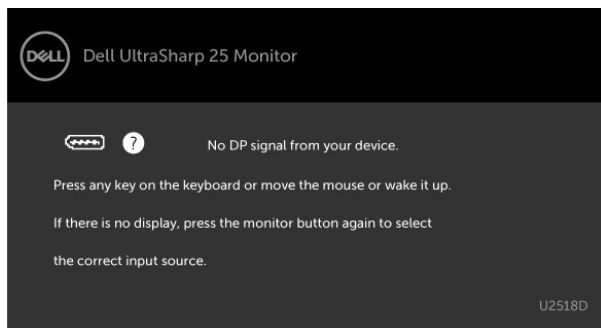 DELL Dell UltraSharp 25 Monitor
? No DP signal from your device.
Press any key on the keyboard or move the mouse or wake it up.
If there is no display, press the monitor button again to select
the correct input source.
U2518D